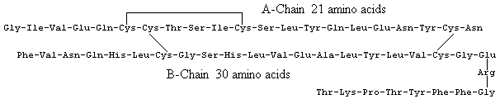 A-Chain 21 amino acids
Gly-Ile-Val-Glu-Gln-Cys-Cys-Thr-Ser-Ile-Cys-Ser-Leu-Tyr-Gln-Leu-Glu-Asn-Tyr-Cys-Asn
Phe-Val-Asn-Gln-His-Leu-Cys-Gly-Ser-His-Leu-Val-Glu-Ala-Leu-Tyr-Leu-Val-Cys-Gly-Glu
B-Chain 30 amino acids
Arg
Thr-Lys-Pro-Thr-Tyr-Phe-Phe-Gly